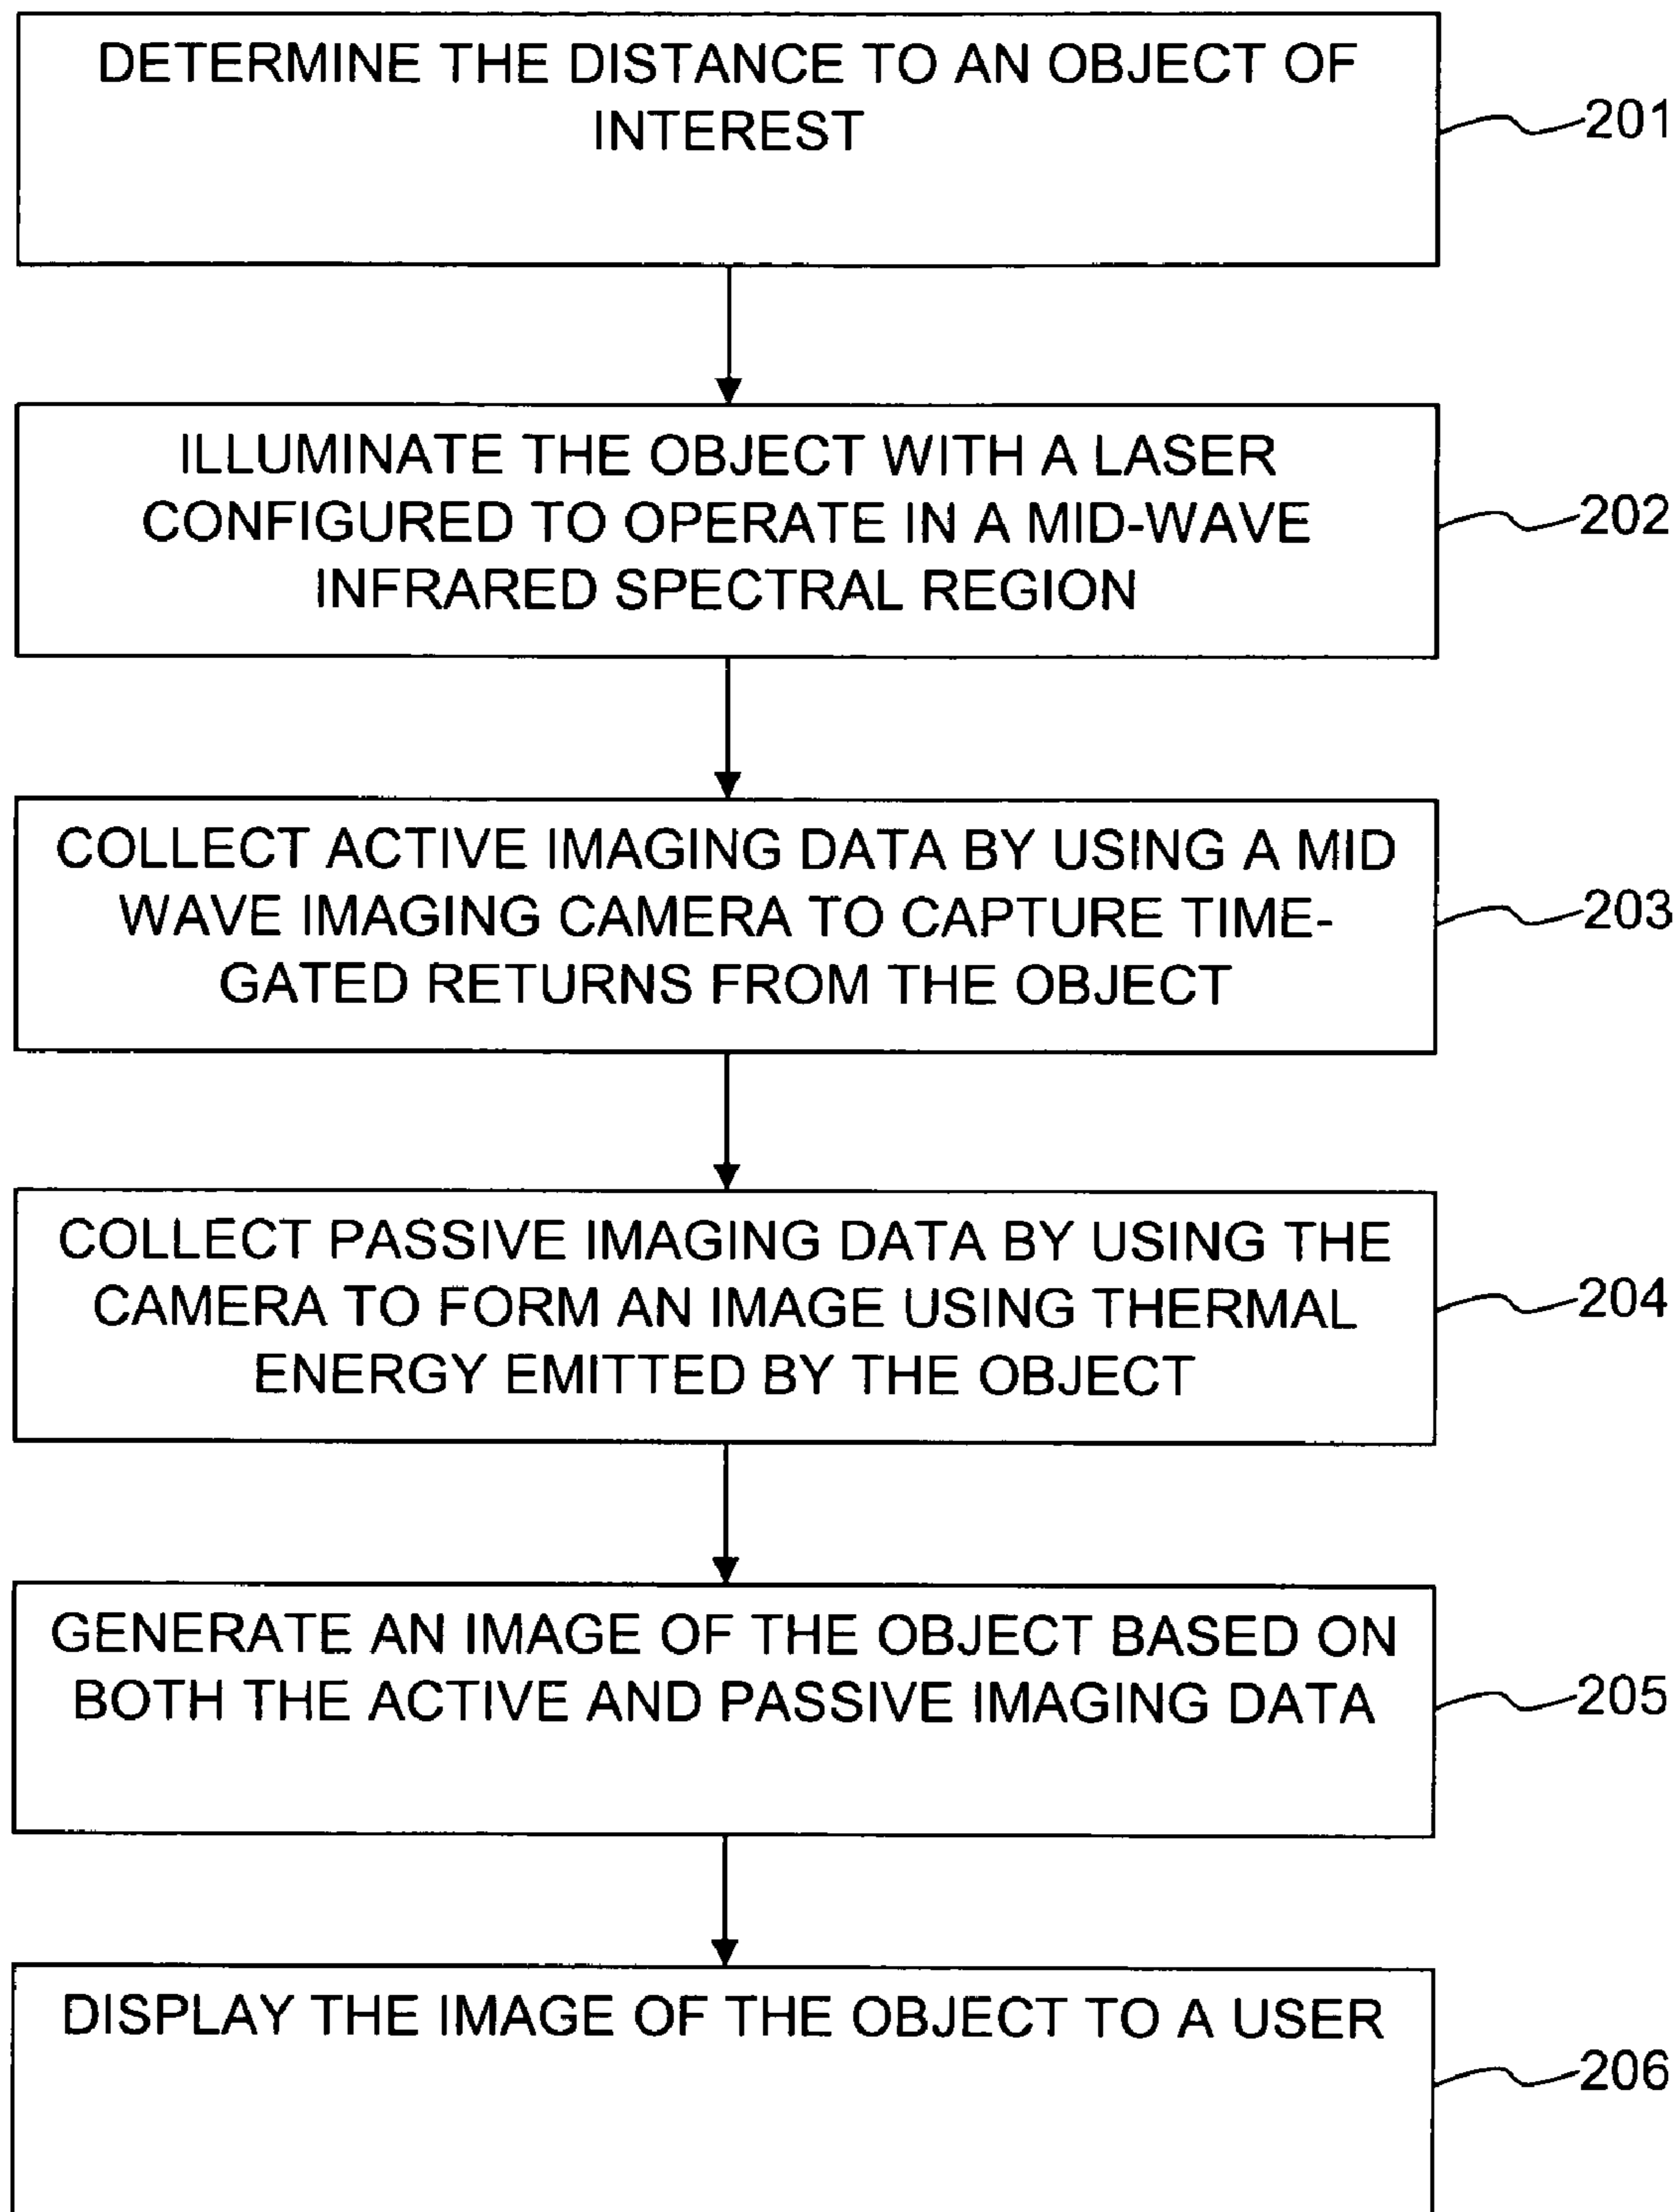 DETERMINE THE DISTANCE TO AN OBJECT OF
INTEREST
201
ILLUMINATE THE OBJECT WITH A LASER
CONFIGURED TO OPERATE IN A MID-WAVE
INFRARED SPECTRAL REGION
202
COLLECT ACTIVE IMAGING DATA BY USING A MID
WAVE IMAGING CAMERA TO CAPTURE TIME-
GATED RETURNS FROM THE OBJECT
203
COLLECT PASSIVE IMAGING DATA BY USING THE
CAMERA TO FORM AN IMAGE USING THERMAL
ENERGY EMITTED BY THE OBJECT
204
GENERATE AN IMAGE OF THE OBJECT BASED ON
BOTH THE ACTIVE AND PASSIVE IMAGING DATA
205
DISPLAY THE IMAGE OF THE OBJECT TO A USER
206